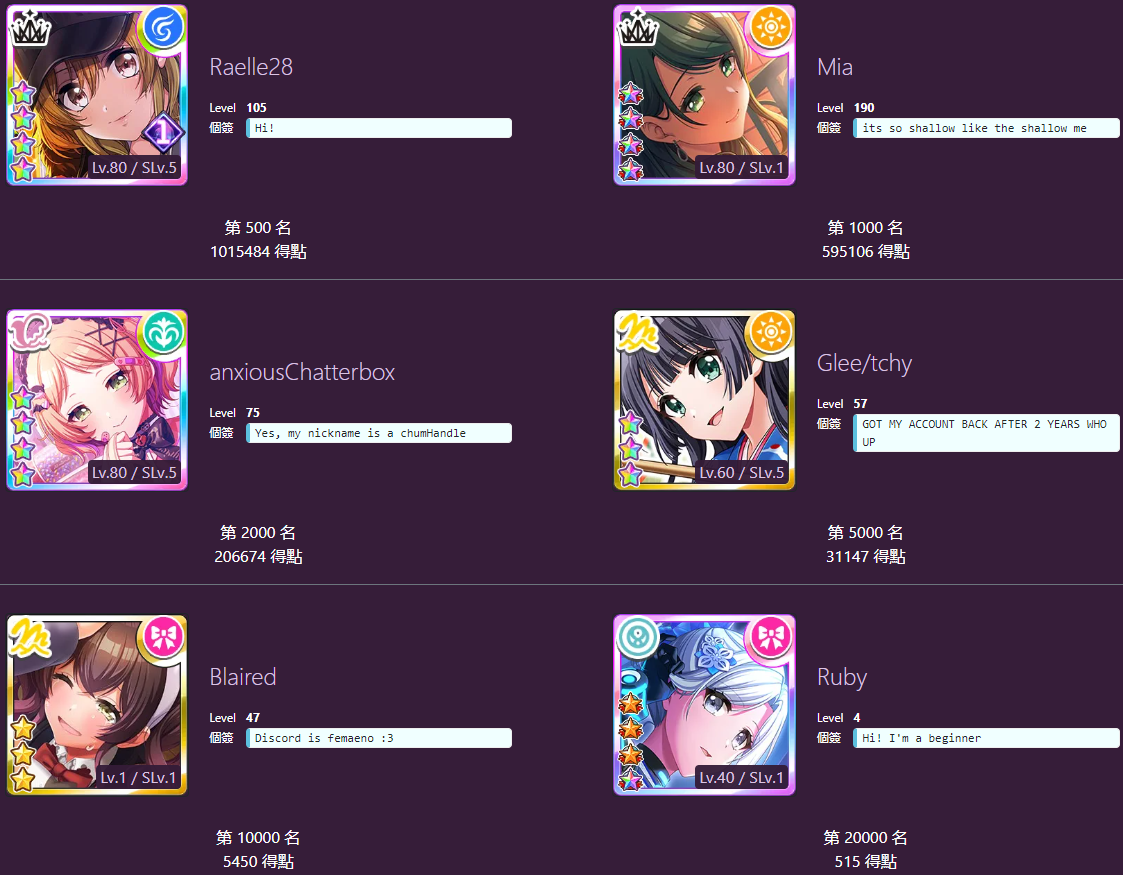 Raelle28
Level 105
個簽 Hi!
1
Lv.80 / SLv.5
第 500 名
1015484 得點
Mia
Level 190
個簽 its so shallow like the shallow me
Lv.80 / SLv.1
第 1000 名
595106 得點
anxiousChatterbox
Level 75
個簽 Yes, my nickname is a chumHandle
Lv.80 / SLv.5
第 2000 名
206674 得點
Glee/tchy
Level 57
個簽 GOT MY ACCOUNT BACK AFTER 2 YEARS WHO
UP
Lv.60 / SLv.5
第 5000 名
31147 得點
Blaired
Level 47
個簽 Discord is femaeno :3
Lv.1 / SLv.1
第 10000 名
5450 得點
Ruby
Level 4
個簽 Hi! I'm a beginner
Lv.40 / SLv.1
第 20000 名
515 得點